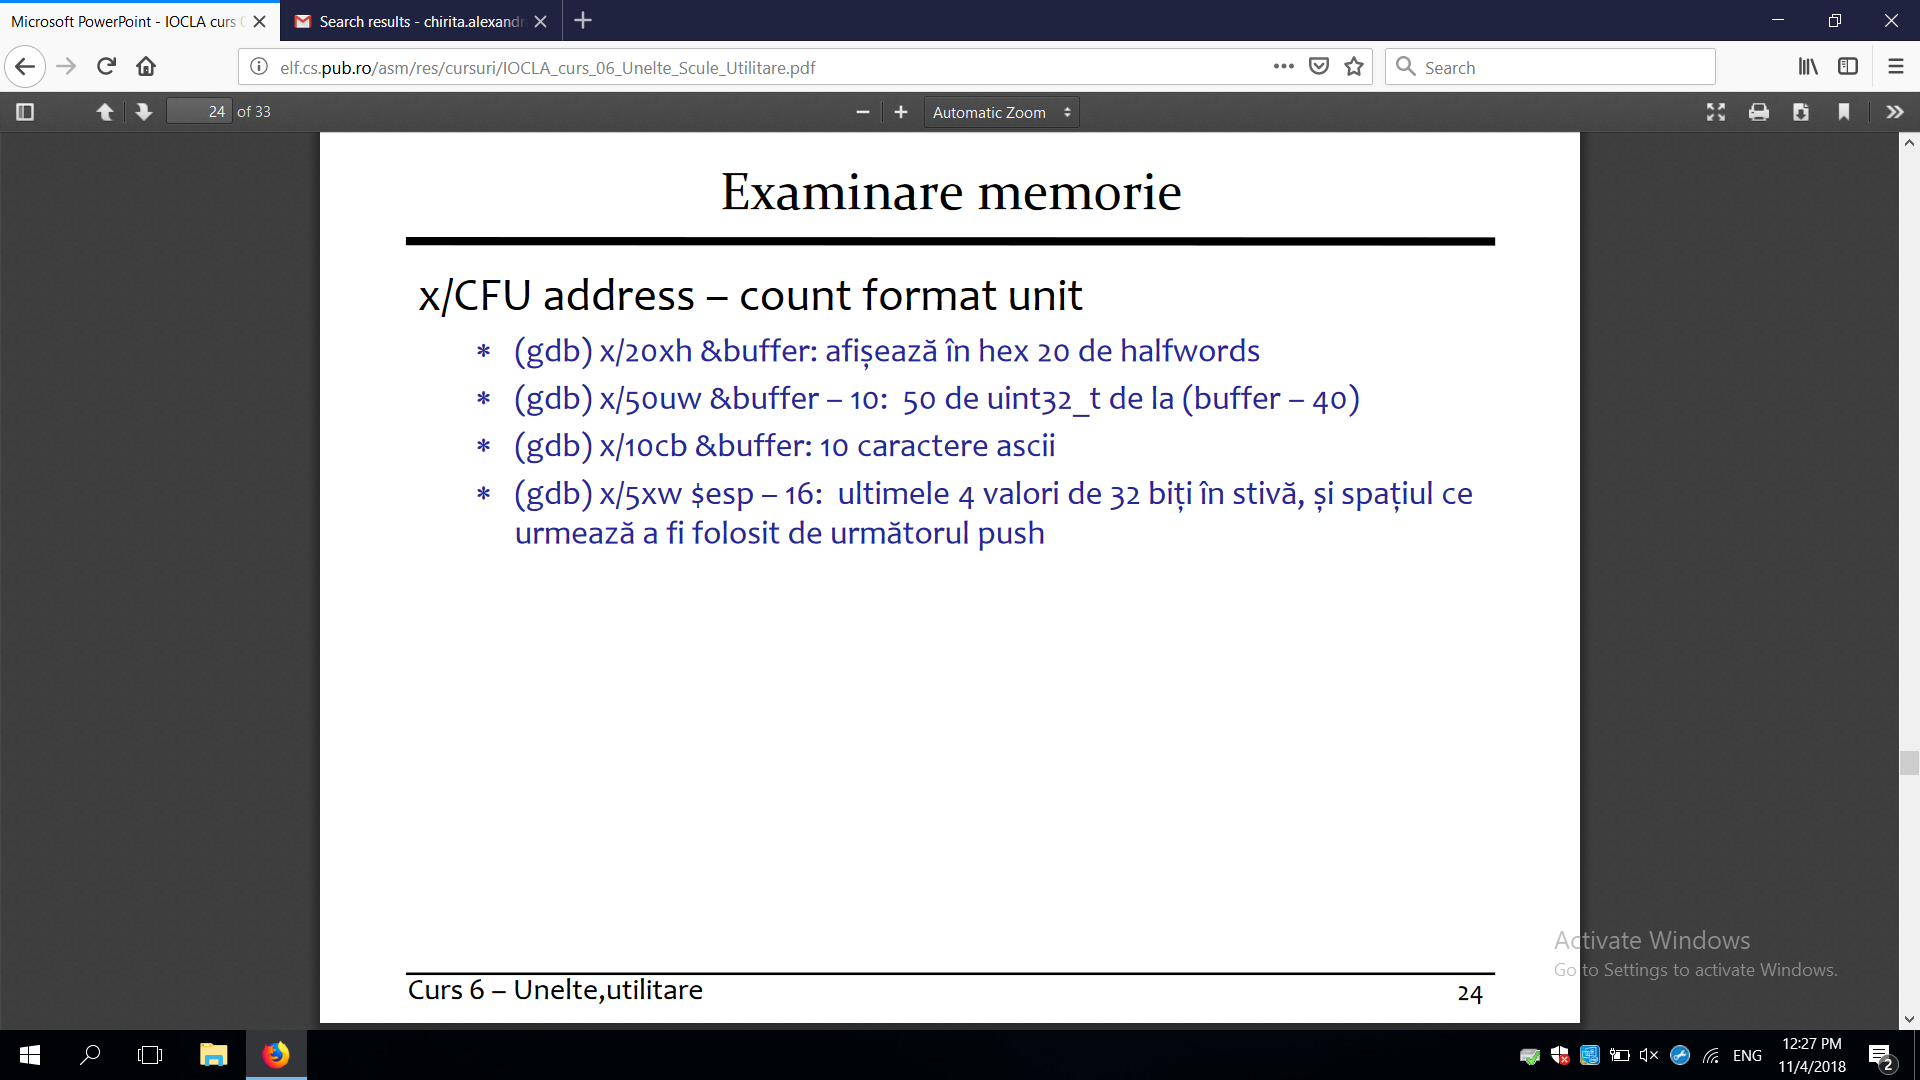 Microsoft PowerPoint - IOCLA curs 0
Search results - chirita.alexandr
elf.cs.pub.ro/asm/res/cursuri/IOCLA_curs_06_Unelte_Scule_Utilitare.pdf
Search
24 of 33
Automatic Zoom
Examinare memorie
x/CFU address – count format unit
* (gdb) x/20xh &buffer: afișează în hex 20 de halfwords
* (gdb) x/50uw &buffer – 10: 50 de uint32_t de la (buffer – 40)
* (gdb) x/10cb &buffer: 10 caractere ascii
* (gdb) x/5xw $esp – 16: ultimele 4 valori de 32 biți în stivă, și spațiul ce
urmează a fi folosit de următorul push
Activate Windows
Go to Settings to activate Windows.
Curs 6 – Unelte,utilitare
24
ENG
12:27 PM
11/4/2018
2